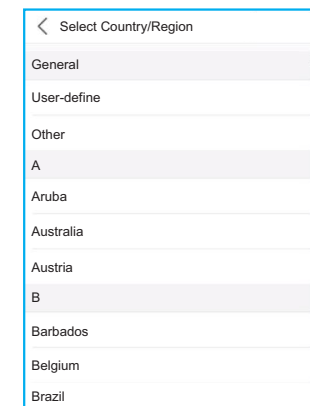 Select Country/Region
General
User-define
Other
A
Aruba
Australia
Austria
B
Barbados
Belgium
Brazil